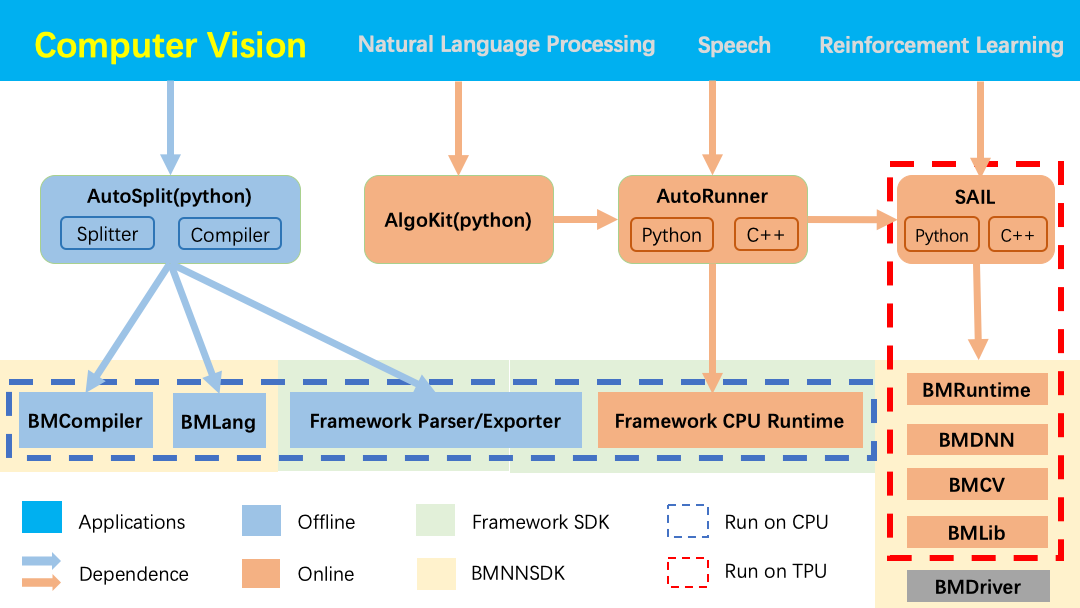 Computer Vision
Natural Language Processing
Speech
Reinforcement Learning
AutoSplit(python)
Splitter
Compiler
AlgoKit(python)
AutoRunner
Python
C++
SAIL
Python
C++
BMCompiler
BMLang
Framework Parser/Exporter
Framework CPU Runtime
BMRuntime
BMDNN
BMCV
BMLib
BMDriver
Applications
Offline
Framework SDK
Run on CPU
Dependence
Online
BMNNSDK
Run on TPU